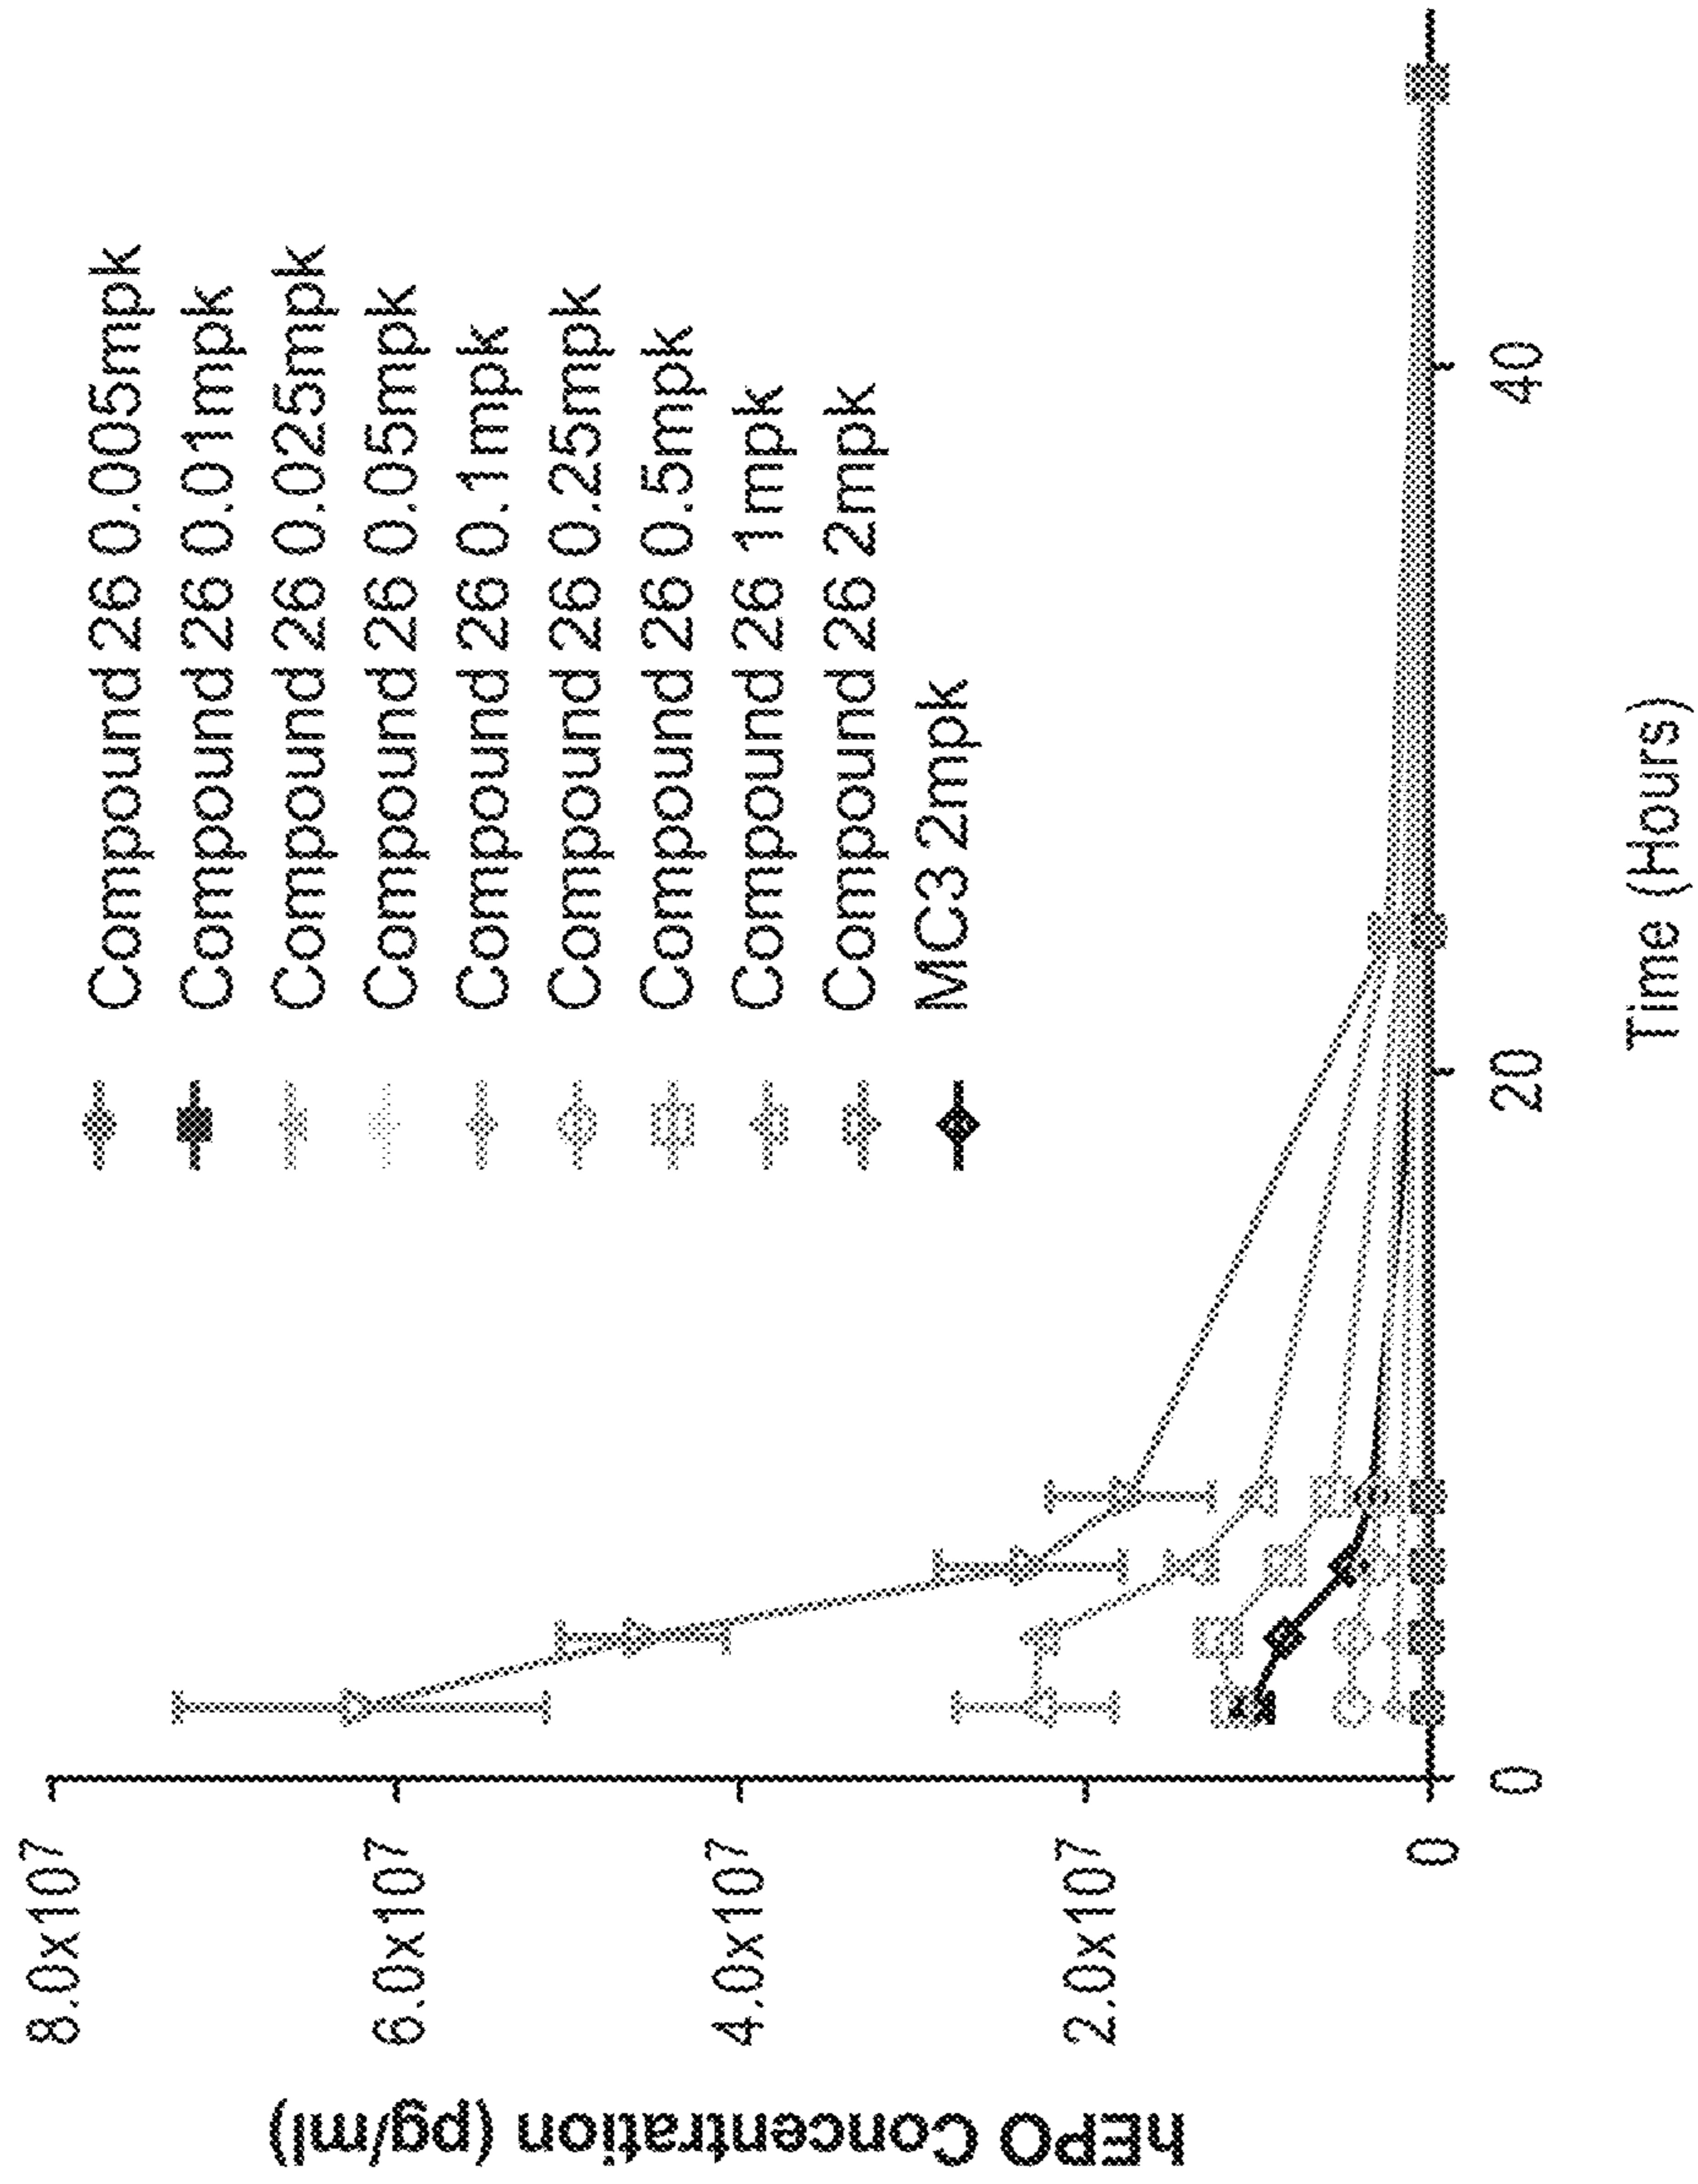 hEPO Concentration (pg/ml)
8.0x10⁷
6.0x10⁷
4.0x10⁷
2.0x10⁷
0
0
20
40
Time (Hours)
Compound 26 0.005mpk
Compound 26 0.01mpk
Compound 26 0.025mpk
Compound 26 0.05mpk
Compound 26 0.1mpk
Compound 26 0.25mpk
Compound 26 0.5mpk
Compound 26 1mpk
Compound 26 2mpk
MC3 2mpk